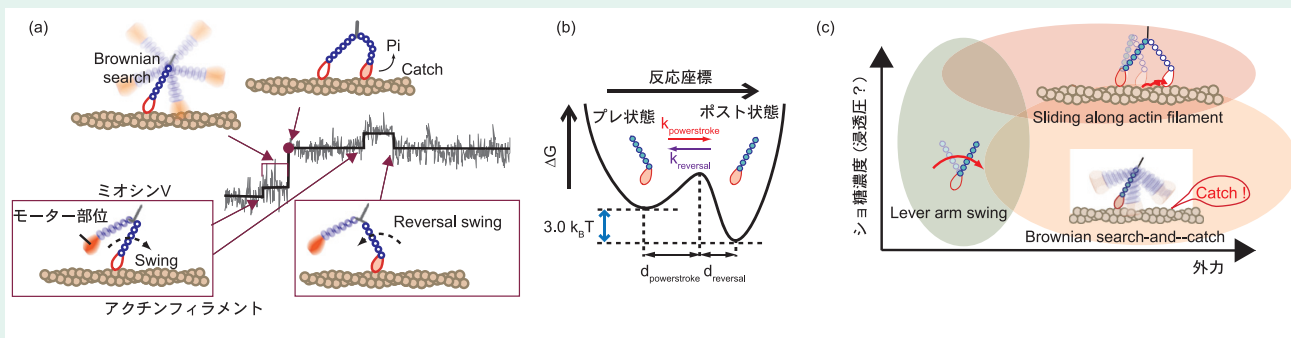 (a)
Brownian
search
Pi
Catch
ミオシンV
モーター部位
Swing
Reversal swing
アクチンフィラメント
(b)
反応座標
プレ状態
ポスト状態
kpowerstroke
kreversal
ΔG
3.0 kBT
dpowerstroke
dreversal
(c)
ショ糖濃度（浸透圧？）
Sliding along actin filament
Lever arm swing
Catch !
Brownian search-and--catch
外力